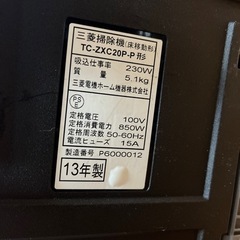 三菱掃除機(床移動形)
TC-ZXC20P-P 形
吸込仕事率 230W
質量 5.1kg
三菱電機ホーム機器株式会社
PSE
定格電圧 100V
定格消費電力 850W
定格周波数 50-60Hz
電流ヒューズ 15A
製造番号 P6000012
13年製